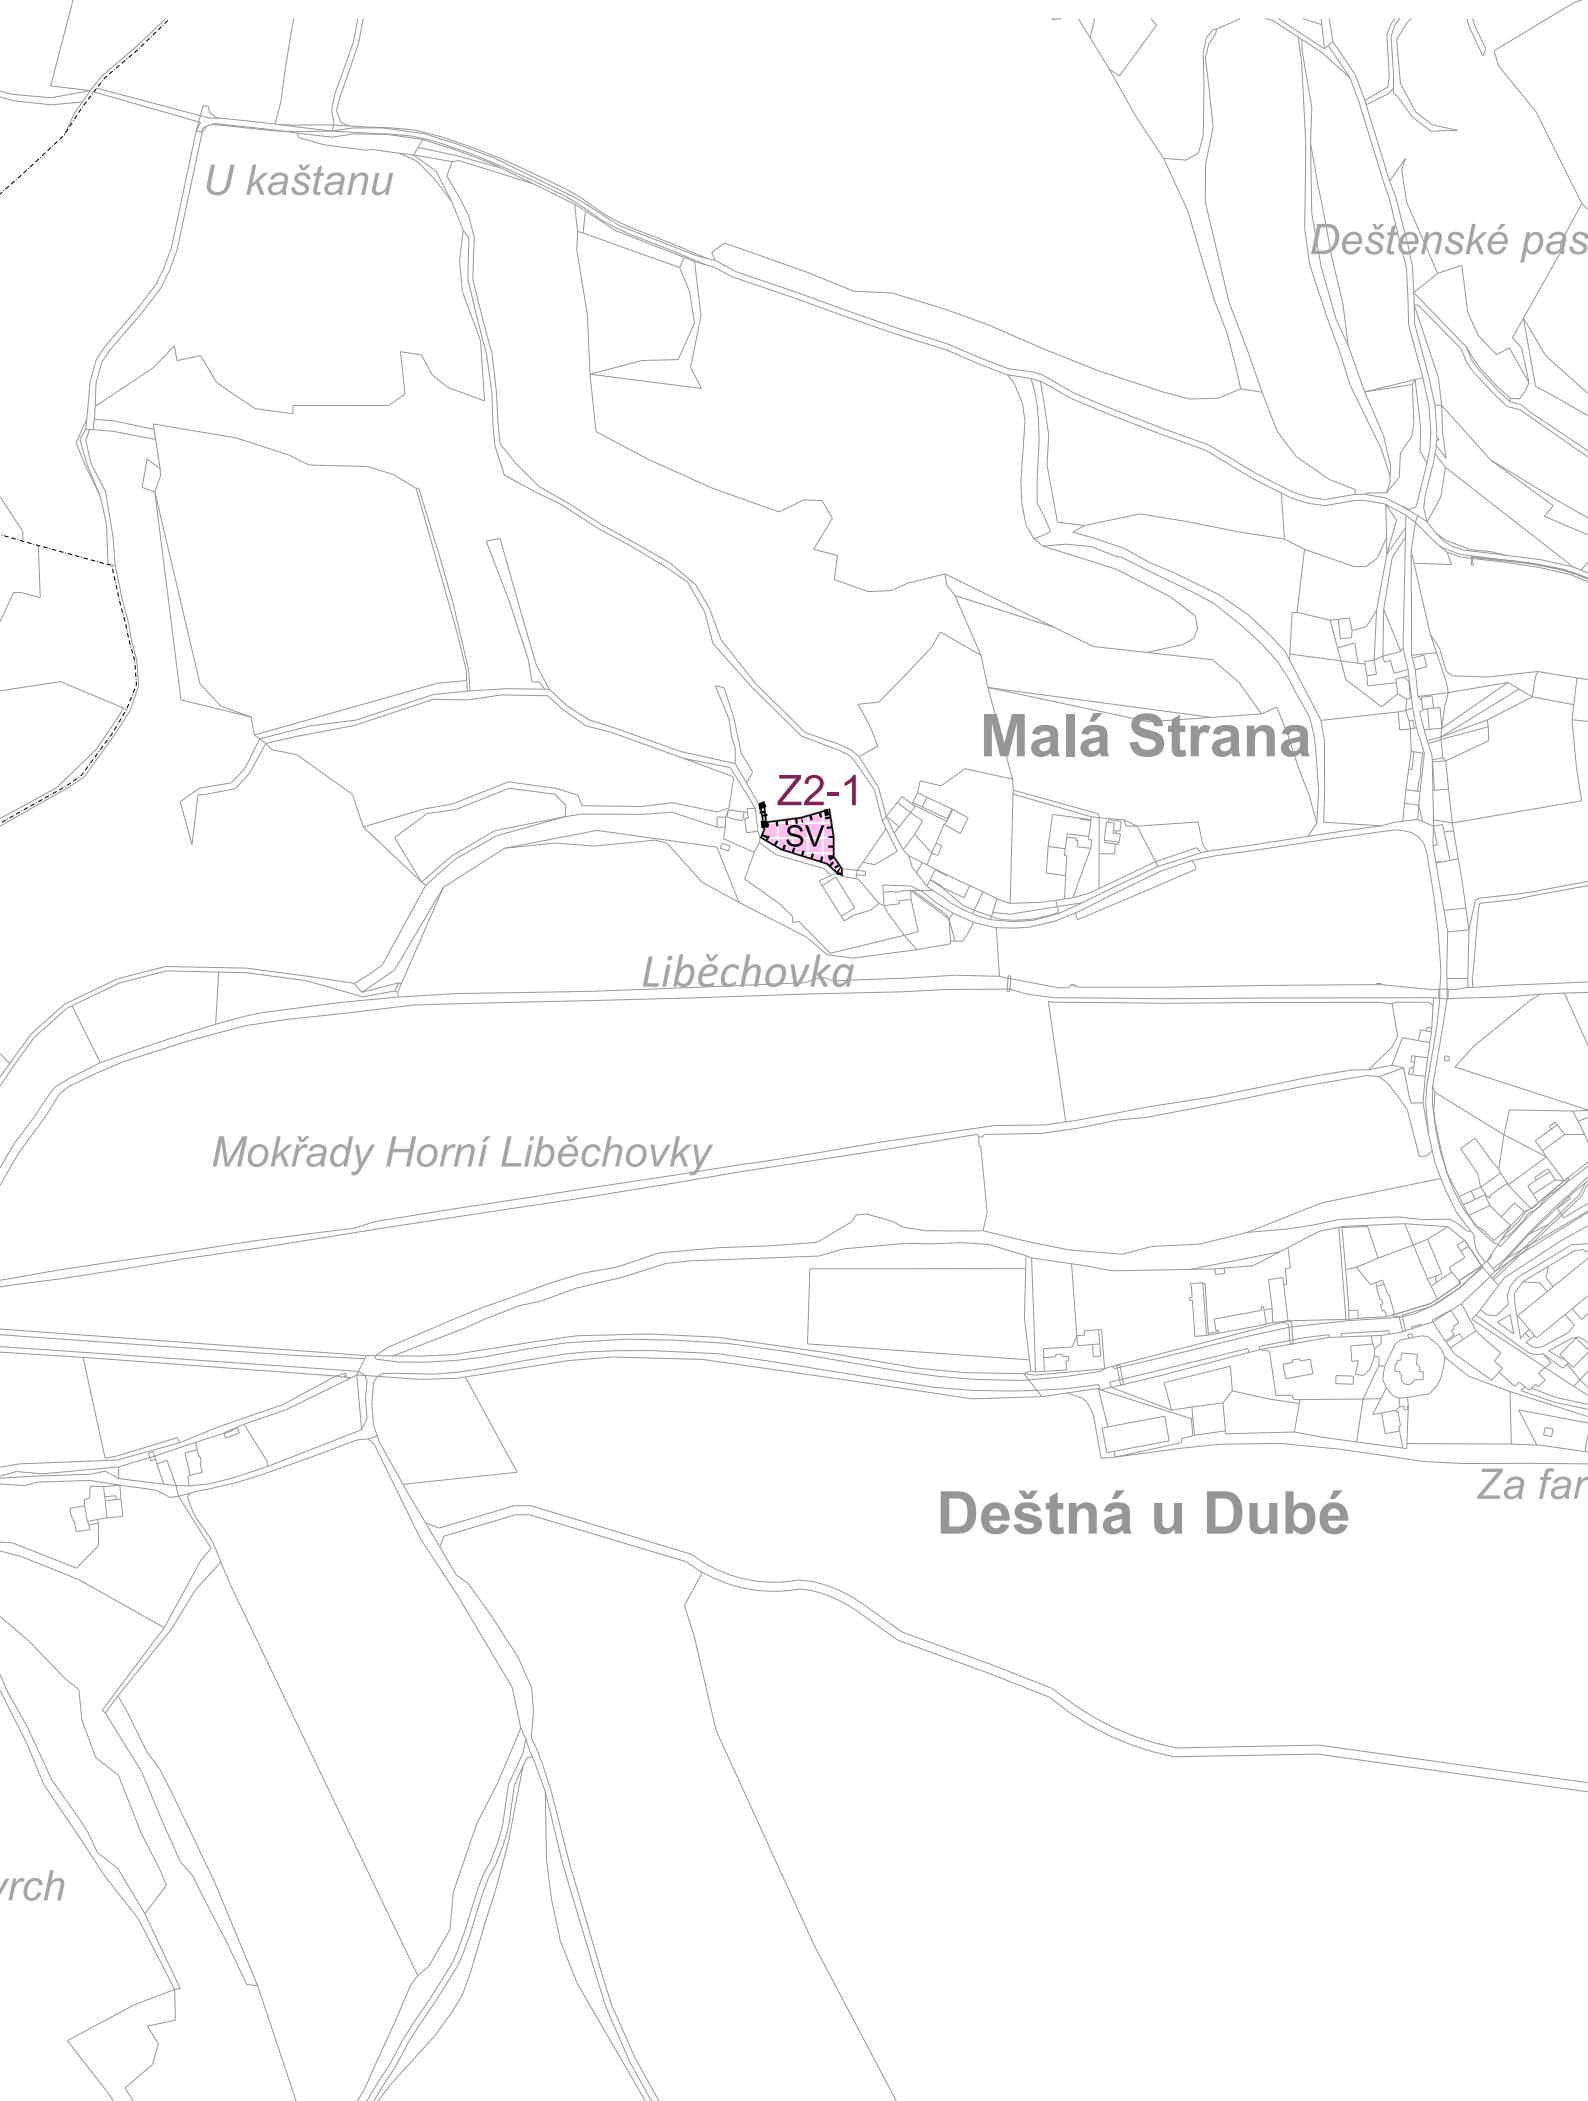 U kaštanu
Deštenské pas
Malá Strana
Z2-1
SV
Liběchovka
Mokřady Horní Liběchovky
Za far
Deštná u Dubé
vrch